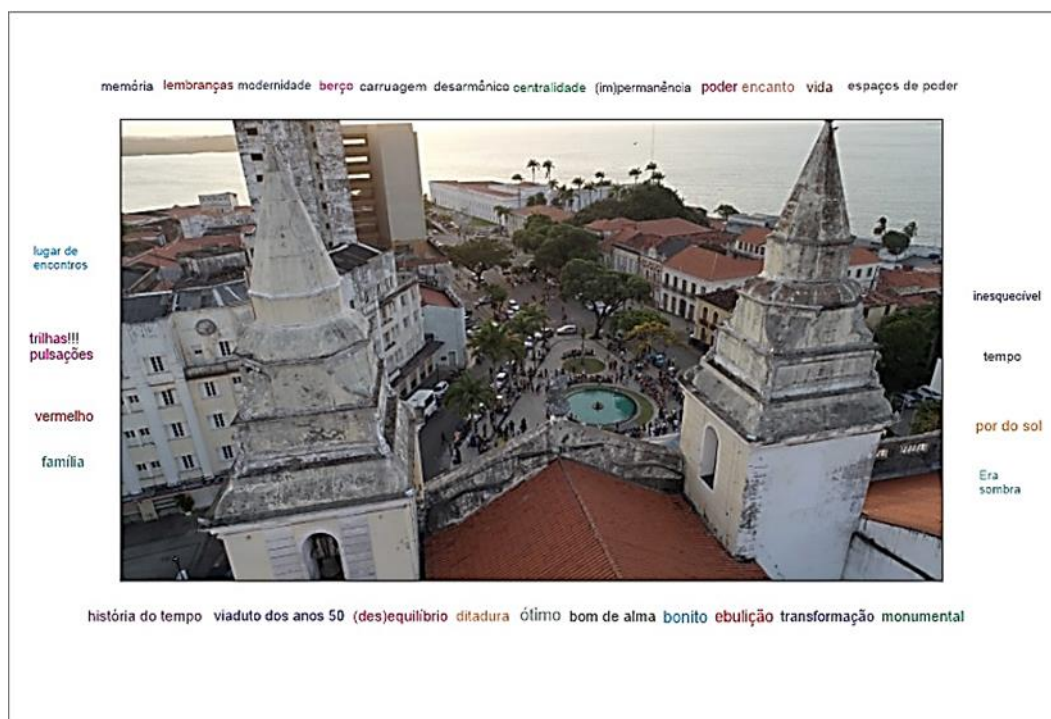 memória lembranças modernidade berço carruagem desarmônico centralidade (im)permanência poder encanto vida espaços de poder
lugar de
encontros
trilhas!!!
pulsações
vermelho
família
inesquecível
tempo
por do sol
Era
sombra
história do tempo viaduto dos anos 50 (des)equilíbrio ditadura ótimo bom de alma bonito ebulição transformação monumental